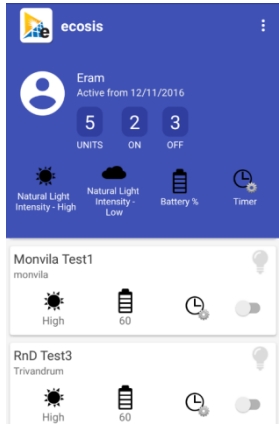 ecosis
Eram
Active from 12/11/2016
5 2 3
UNITS ON OFF
Natural Light
Intensity - High
Natural Light
Intensity -
Low
Battery %
Timer
Monvila Test1
monvila
High 60
RnD Test3
Trivandrum
High 60